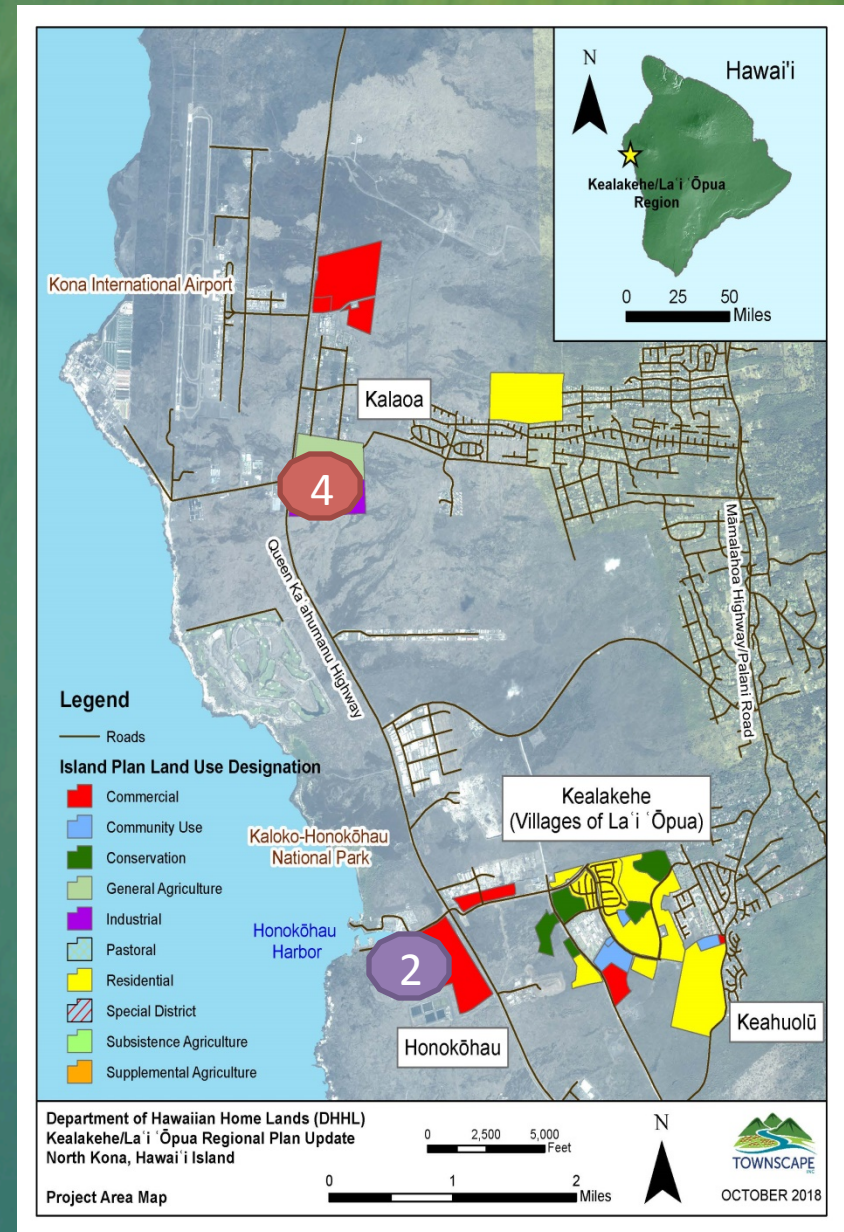 N
Hawai'i
Kealakehe/Laʻi ʻŌpua
Region
0 25 50
Miles
Kona International Airport
Kalaoa
4
Queen Kaʻahumanu Highway
Māmalahoa Highway/Palani Road
Legend
Roads
Island Plan Land Use Designation
Commercial
Community Use
Conservation
General Agriculture
Industrial
Pastoral
Residential
Special District
Subsistence Agriculture
Supplemental Agriculture
Kealakehe
(Villages of Laʻi ʻŌpua)
Kaloko-Honokōhau
National Park
Honokōhau
Harbor
2
Honokōhau
Keahuolū
Department of Hawaiian Home Lands (DHHL)
Kealakehe/Laʻi ʻŌpua Regional Plan Update
North Kona, Hawaiʻi Island
Project Area Map
0 2,500 5,000
Feet
0 1 2
Miles
N
TOWNSCAPE
OCTOBER 2018